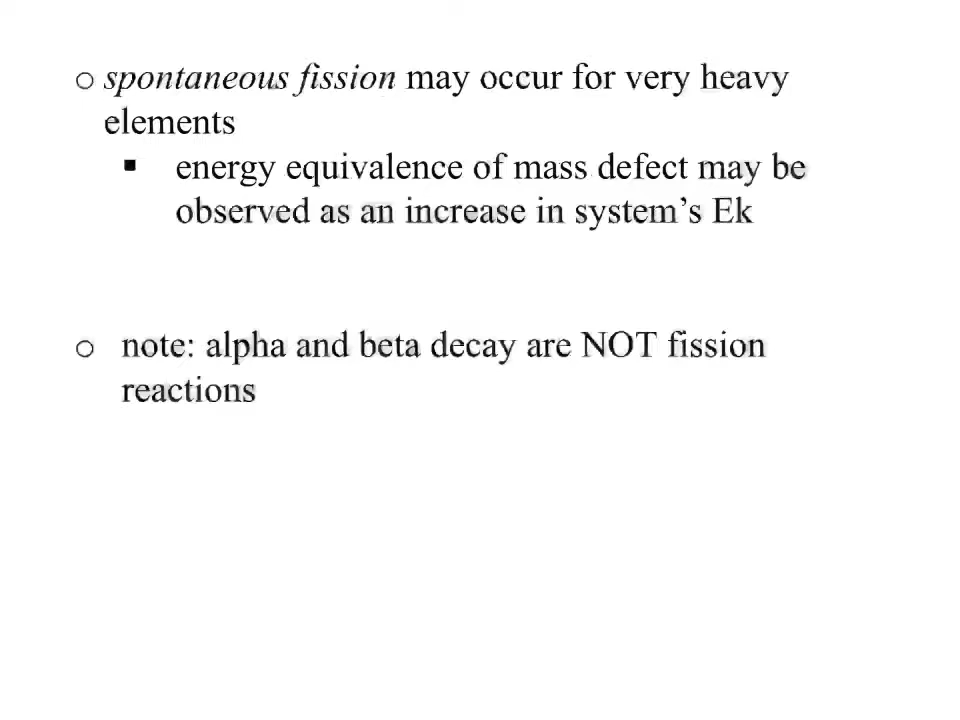 o spontaneous fission may occur for very heavy
elements
▪ energy equivalence of mass defect may be
observed as an increase in system’s Ek
o note: alpha and beta decay are NOT fission
reactions